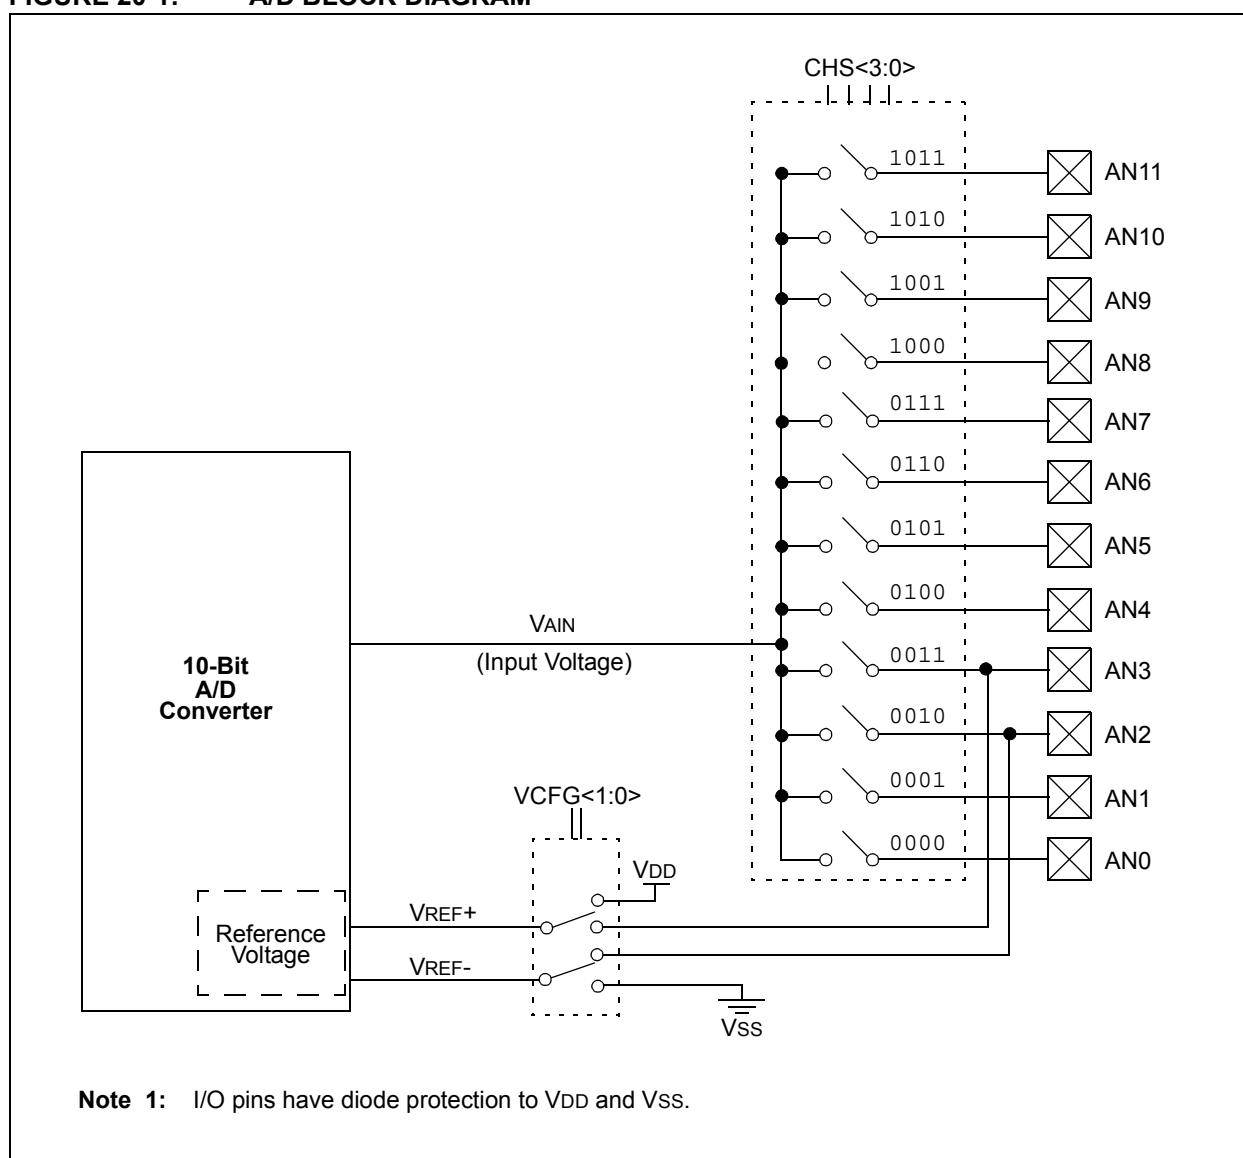 FIGURE 20-1: A/D BLOCK DIAGRAM
CHS<3:0>
1011 AN11
1010 AN10
1001 AN9
1000 AN8
0111 AN7
0110 AN6
0101 AN5
0100 AN4
VAIN
(Input Voltage)
0011 AN3
10-Bit
A/D
Converter
0010 AN2
0001 AN1
VCFG<1:0>
0000 AN0
VDD
VREF+
Reference
Voltage
VREF-
VSS
Note 1: I/O pins have diode protection to VDD and VSS.